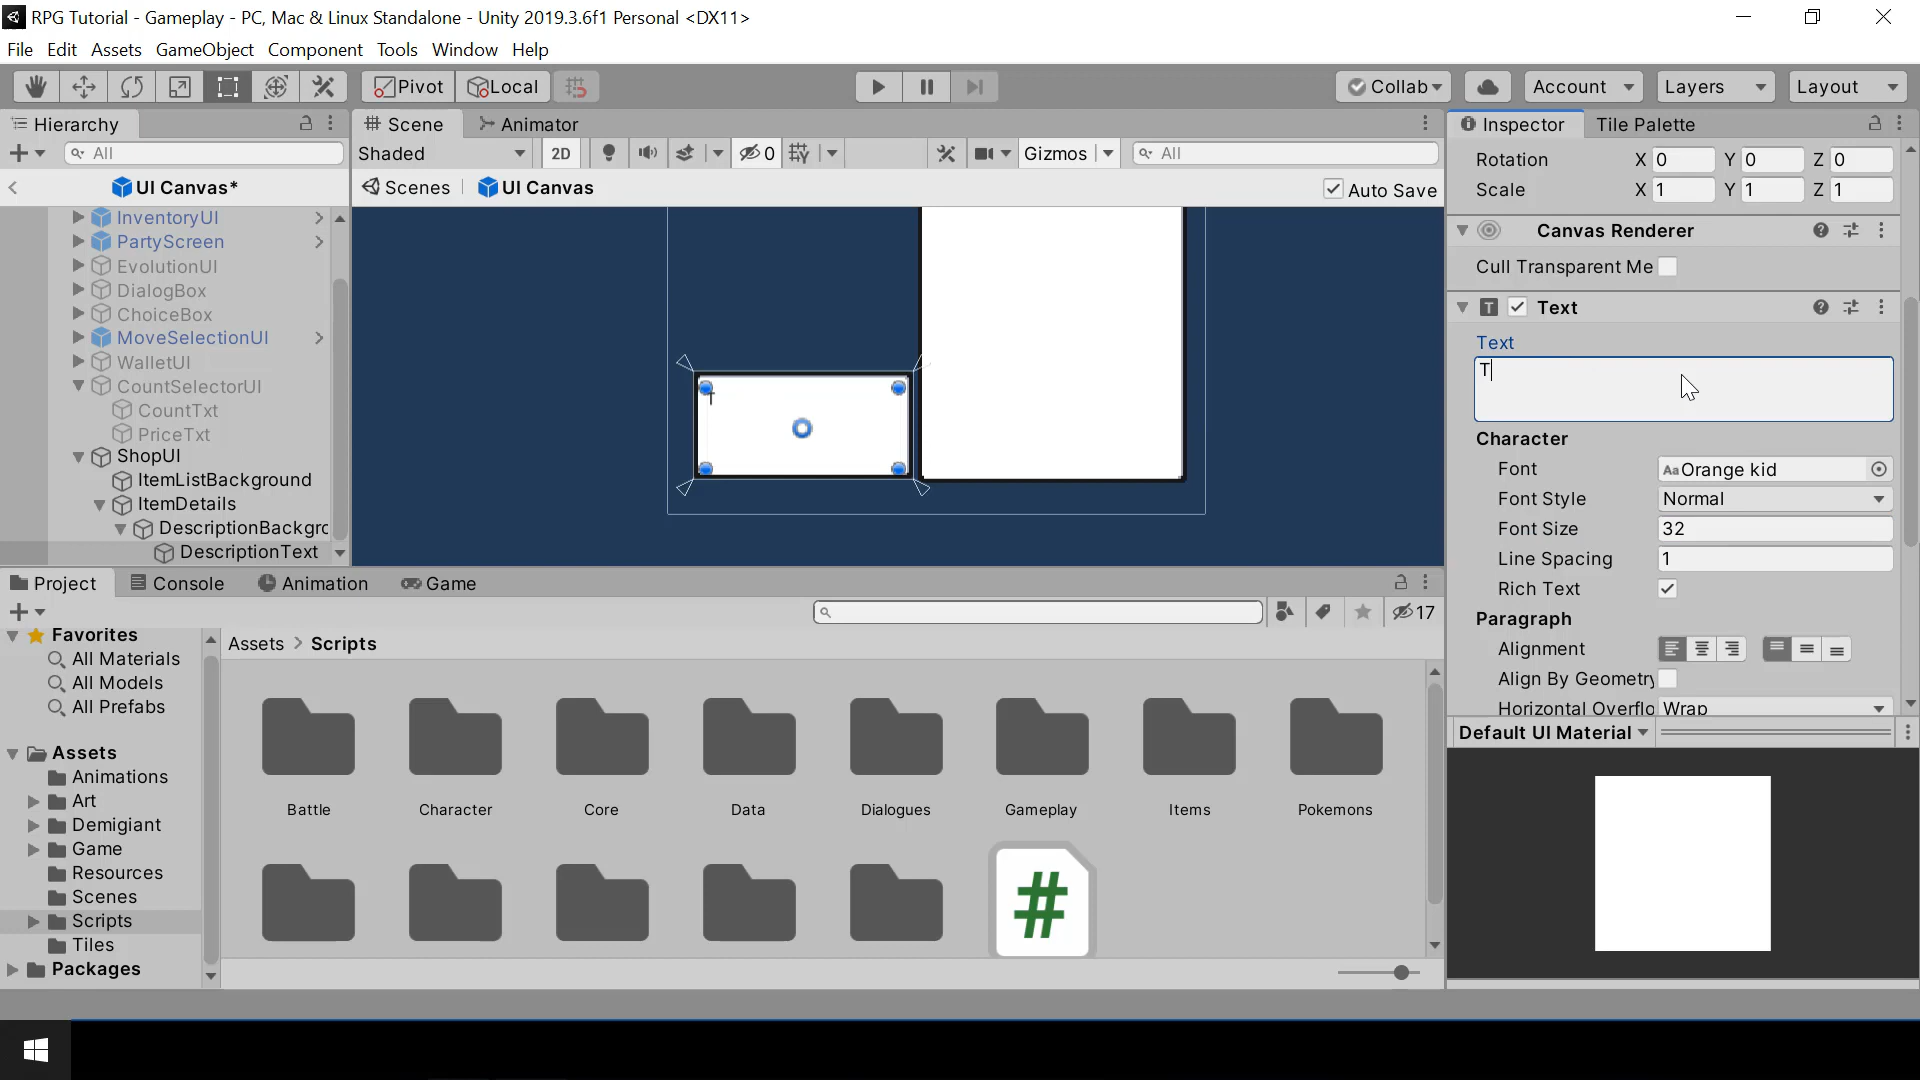 RPG Tutorial - Gameplay - PC, Mac & Linux Standalone - Unity 2019.3.6f1 Personal <DX11>
File Edit Assets GameObject Component Tools Window Help
Pivot Local Collab Account Layers Layout
Hierarchy Scene Animator Inspector Tile Palette
All Shaded 2D 0 Gizmos All
UI Canvas* Scenes UI Canvas Auto Save
Rotation X 0 Y 0 Z 0
Scale X 1 Y 1 Z 1
InventoryUI
PartyScreen
EvolutionUI
DialogBox
ChoiceBox
MoveSelectionUI
WalletUI
CountSelectorUI
CountTxt
PriceTxt
ShopUI
ItemListBackground
ItemDetails
DescriptionBackgrc
DescriptionText
T
Canvas Renderer
Cull Transparent Me
T Text
Text
T
Character
Font Aa Orange kid
Font Style Normal
Font Size 32
Line Spacing 1
Rich Text
Paragraph
Alignment
Align By Geometry
Horizontal Overflo Wrap
Default UI Material
Project Console Animation Game
17
Favorites
All Materials
All Models
All Prefabs
Assets
Animations
Art
Demigiant
Game
Resources
Scenes
Scripts
Tiles
Packages
Assets > Scripts
Battle Character Core Data Dialogues Gameplay Items Pokemons
#